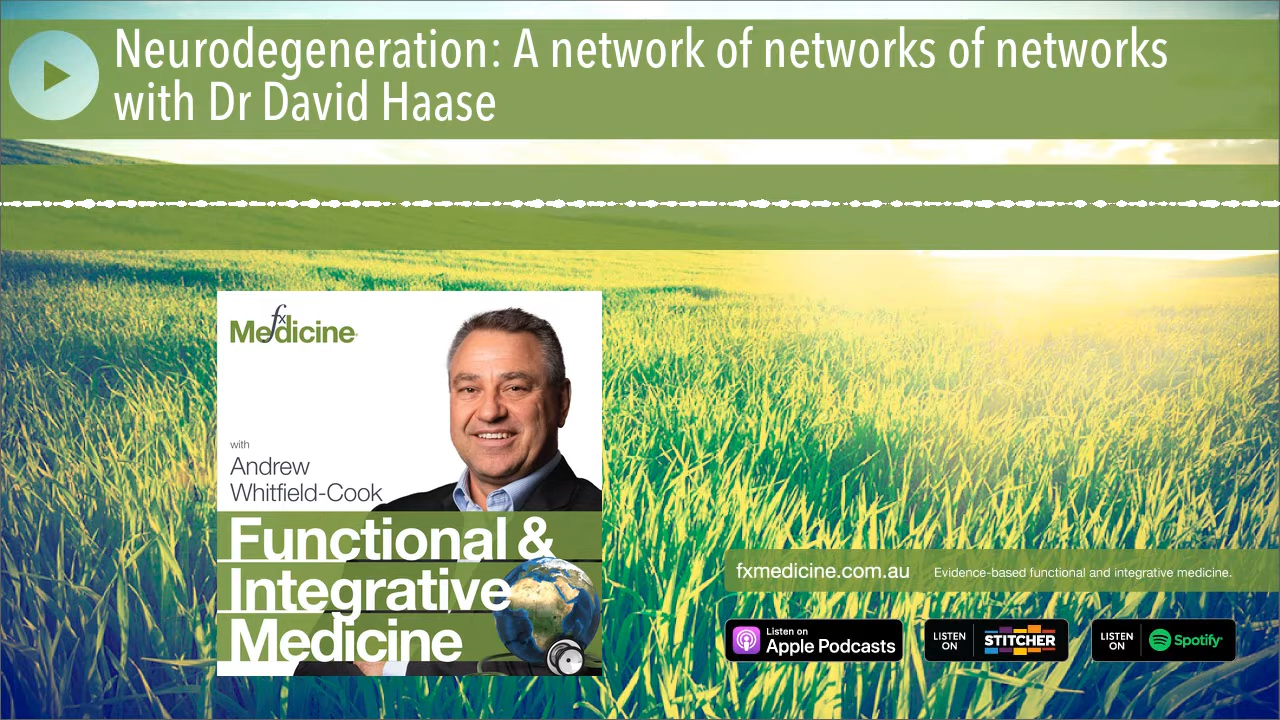 Neurodegeneration: A network of networks of networks
with Dr David Haase
fx
Medicine
with
Andrew
Whitfield-Cook
Functional &
Integrative
Medicine
fxmedicine.com.au Evidence-based functional and integrative medicine.
Listen on
Apple Podcasts
LISTEN
ON
STITCHER
LISTEN
ON
Spotify